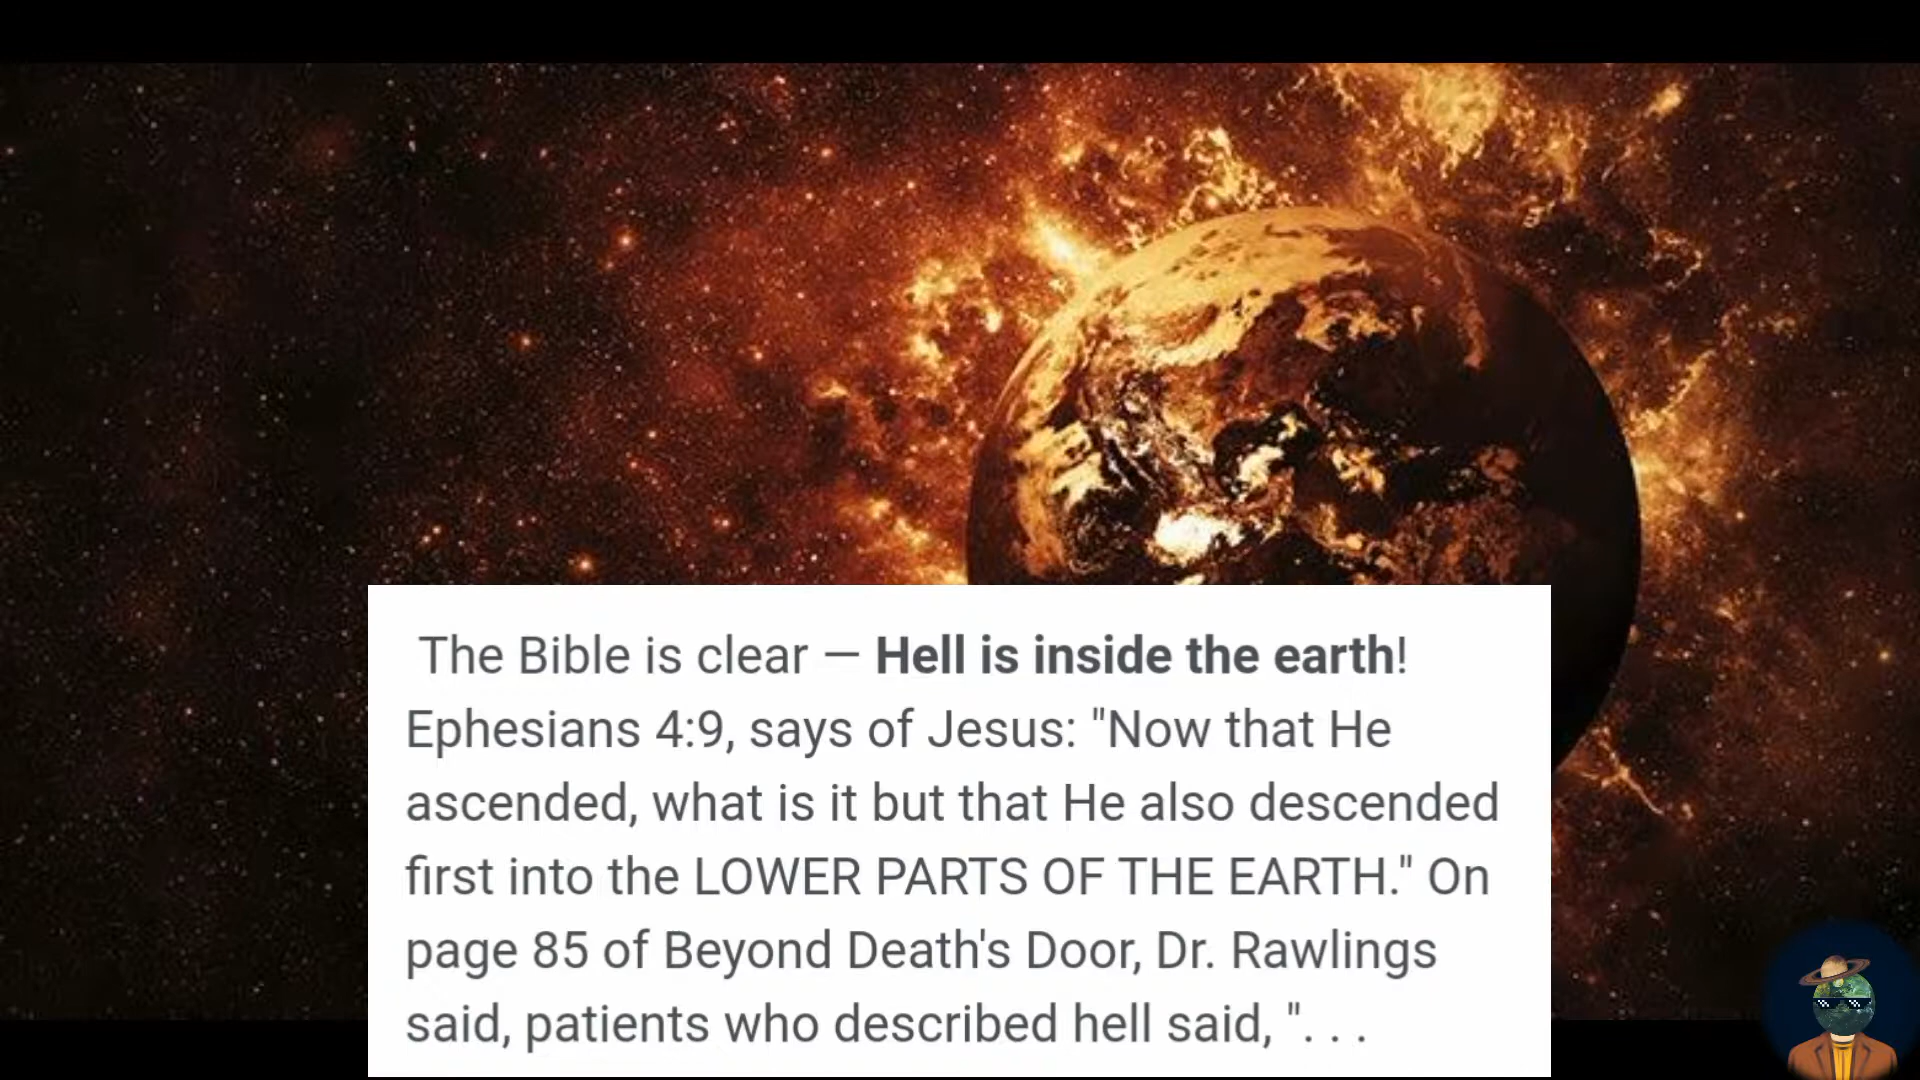 The Bible is clear — Hell is inside the earth!
Ephesians 4:9, says of Jesus: "Now that He
ascended, what is it but that He also descended
first into the LOWER PARTS OF THE EARTH." On
page 85 of Beyond Death's Door, Dr. Rawlings
said, patients who described hell said, ". . .